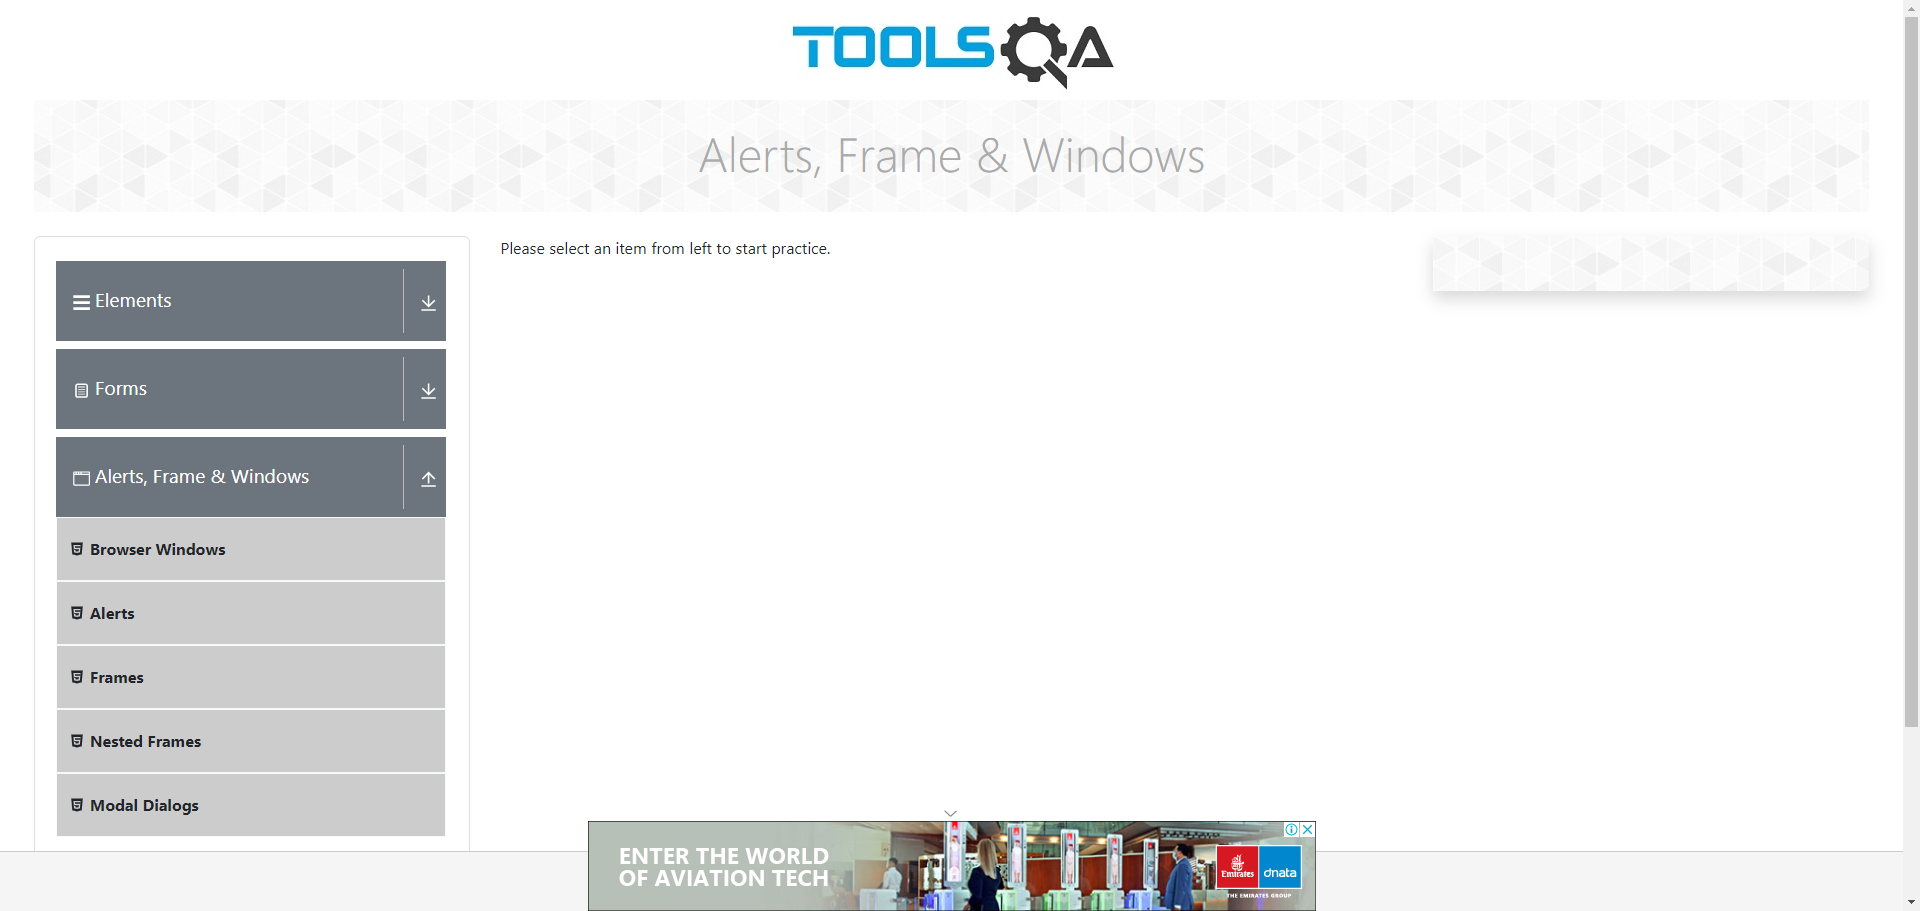 TOOLSQA
Alerts, Frame & Windows
Please select an item from left to start practice.
Elements
Forms
Alerts, Frame & Windows
Browser Windows
Alerts
Frames
Nested Frames
Modal Dialogs
ENTER THE WORLD
OF AVIATION TECH
Emirates
dnata
THE EMIRATES GROUP